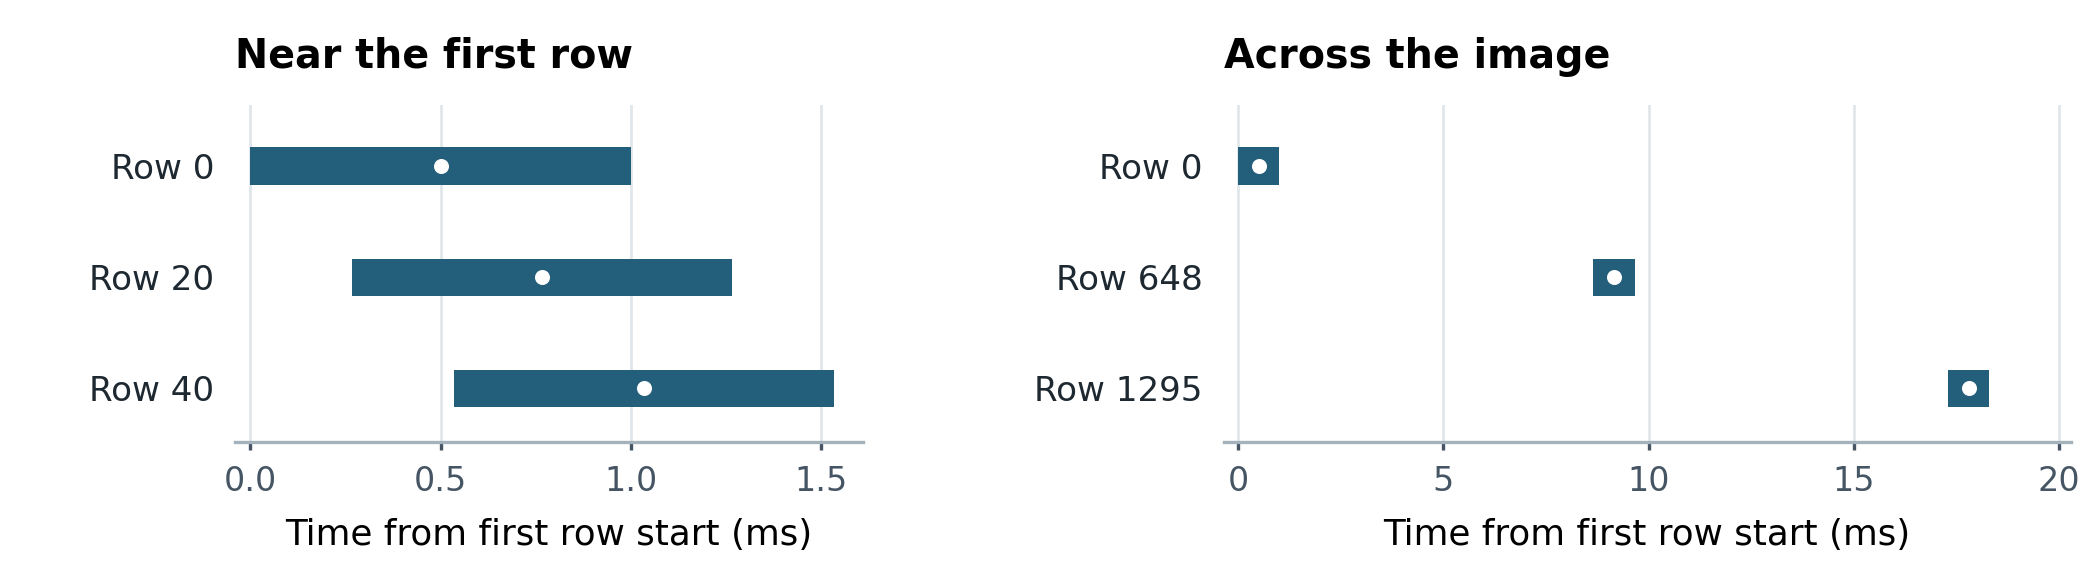 Near the first row
Row 0
Row 20
Row 40
0.0 0.5 1.0 1.5
Time from first row start (ms)
Across the image
Row 0
Row 648
Row 1295
0 5 10 15 20
Time from first row start (ms)